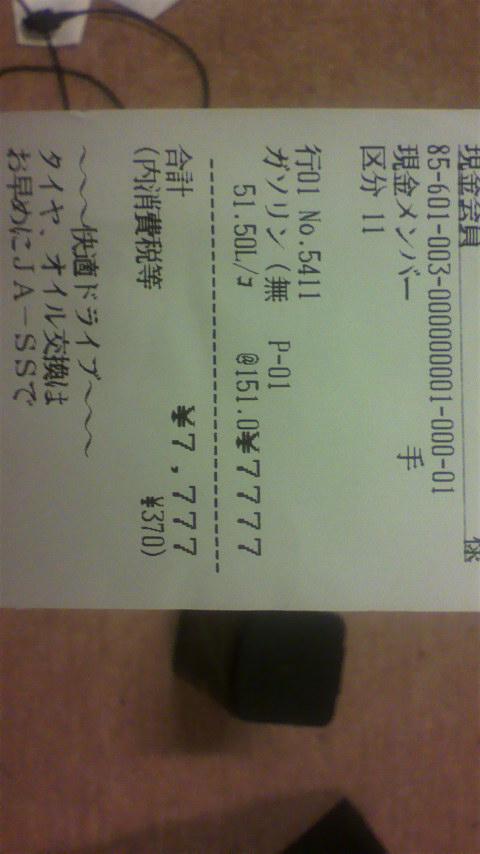 現金会員
85-601-003-0000000001-000-01
現金メンバー 手
区分 11
行01 No.5411
ガソリン（無 P-01
51.50L/ﾇ @151.0¥7777
合計 ¥7,777
(内消費税等 ¥370)
～～～快適ドライブ～～～
タイヤ、オイル交換は
お早めにＪＡ－ＳＳで